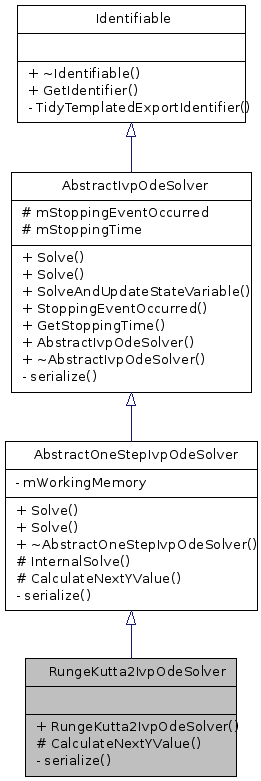 Identifiable
+ ~Identifiable()
+ GetIdentifier()
- TidyTemplatedExportIdentifier()
AbstractIvpOdeSolver
# mStoppingEventOccurred
# mStoppingTime
+ Solve()
+ Solve()
+ SolveAndUpdateStateVariable()
+ StoppingEventOccurred()
+ GetStoppingTime()
+ AbstractIvpOdeSolver()
+ ~AbstractIvpOdeSolver()
- serialize()
AbstractOneStepIvpOdeSolver
- mWorkingMemory
+ Solve()
+ Solve()
+ ~AbstractOneStepIvpOdeSolver()
# InternalSolve()
# CalculateNextYValue()
- serialize()
RungeKutta2IvpOdeSolver
+ RungeKutta2IvpOdeSolver()
# CalculateNextYValue()
- serialize()